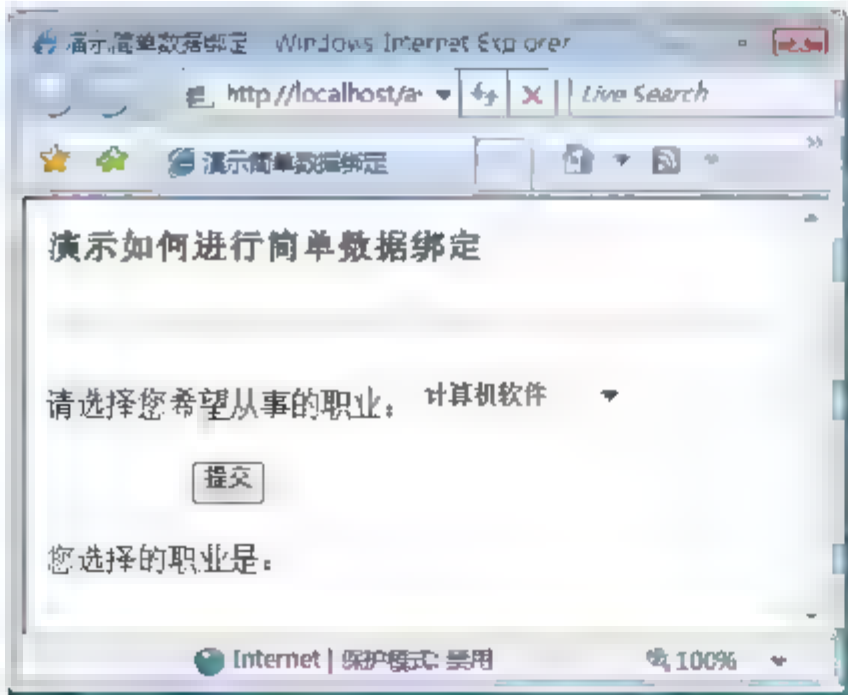 演示简单数据绑定 Windows Internet Explorer
http://localhost/a
Live Search
演示简单数据绑定
演示如何进行简单数据绑定
请选择您希望从事的职业: 计算机软件
提交
您选择的职业是:
Internet | 保护模式: 禁用 100%